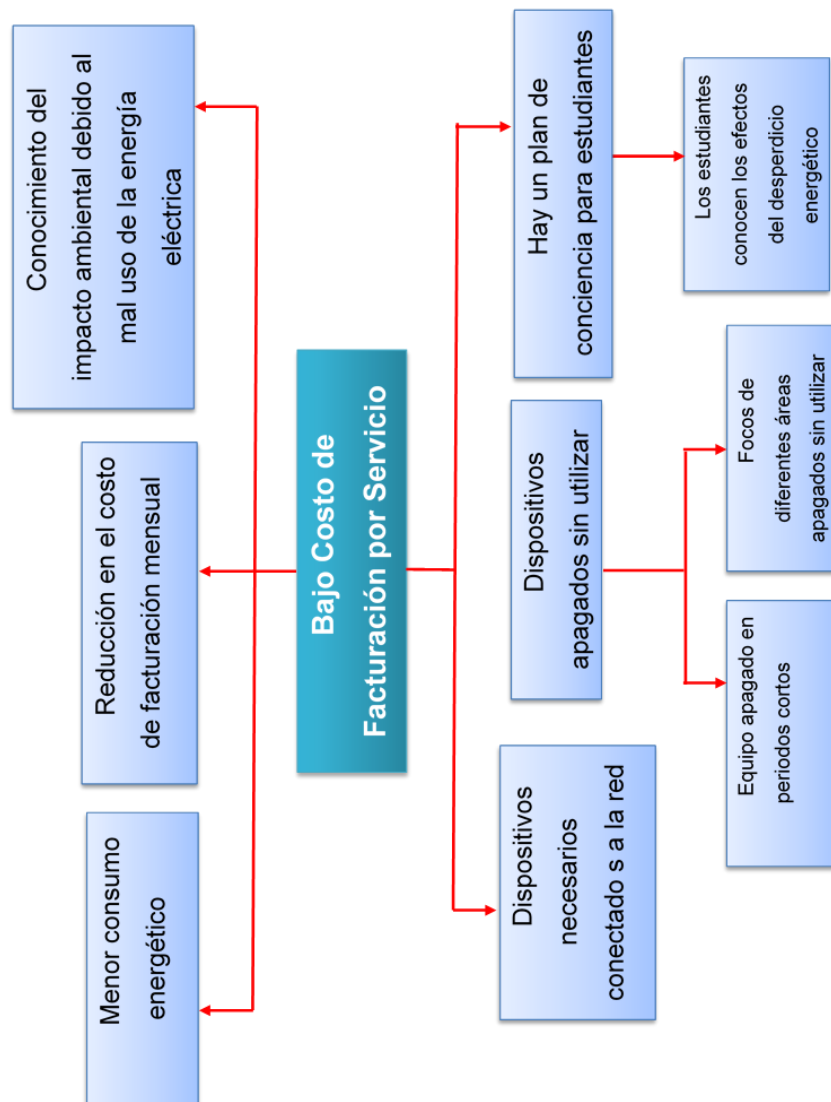 Menor consumo
energético
Reducción en el costo
de facturación mensual
Conocimiento del
impacto ambiental debido al
mal uso de la energía
eléctrica
Bajo Costo de
Facturación por Servicio
Dispositivos
necesarios
conectado s a la red
Dispositivos
apagados sin utilizar
Hay un plan de
conciencia para estudiantes
Equipo apagado en
periodos cortos
Focos de
diferentes áreas
apagados sin utilizar
Los estudiantes
conocen los efectos
del desperdicio
energético